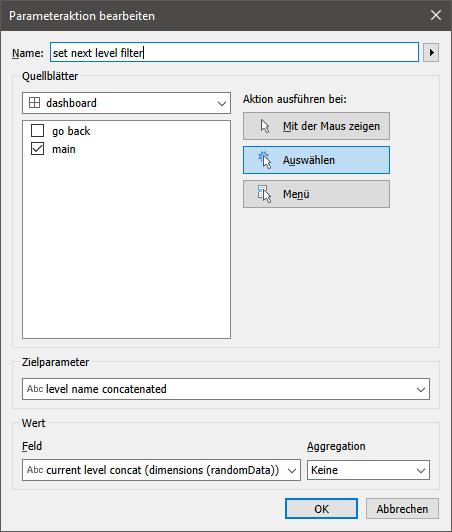 Parameteraktion bearbeiten
Name: set next level filter
Quellblätter
dashboard
Aktion ausführen bei:
go back
main
Mit der Maus zeigen
Auswählen
Menü
Zielparameter
Abc level name concatenated
Wert
Feld
Aggregation
Abc current level concat (dimensions (randomData))
Keine
OK
Abbrechen